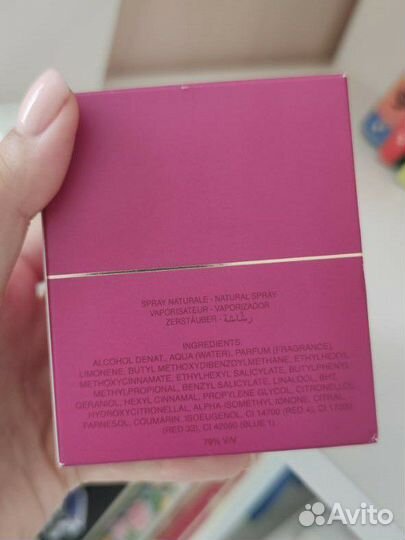 SPRAY NATURALE - NATURAL SPRAY
VAPORISATEUR - VAPORIZADOR
ZERSTÄUBER - رشاشة
INGREDIENTS:
ALCOHOL DENAT., AQUA (WATER), PARFUM (FRAGRANCE),
LIMONENE, BUTYL METHOXYDIBENZOYLMETHANE, ETHYLHEXYL
METHOXYCINNAMATE, ETHYLHEXYL SALICYLATE, BUTYLPHENYL
METHYLPROPIONAL, BENZYL SALICYLATE, LINALOOL, BHT,
GERANIOL, HEXYL CINNAMAL, PROPYLENE GLYCOL, CITRONELLOL,
HYDROXYCITRONELLAL, ALPHA-ISOMETHYL IONONE, CITRAL,
FARNESOL, COUMARIN, ISOEUGENOL, CI 14700 (RED 4), CI 17200
(RED 33), CI 42090 (BLUE 1)
79% V/V
Avito